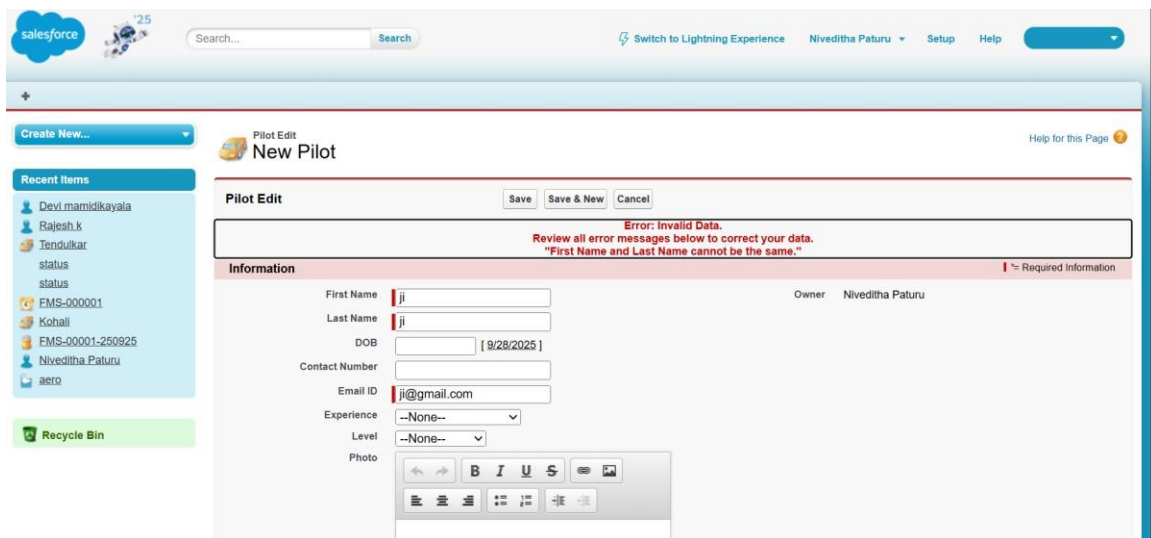 salesforce
'25
Search...
Search
Switch to Lightning Experience
Niveditha Paturu
Setup
Help
+
Create New...
Recent Items
Devi mamidikayala
Rajesh k
Tendulkar
status
status
FMS-000001
Kohali
FMS-00001-250925
Niveditha Paturu
aero
Recycle Bin
Pilot Edit
New Pilot
Help for this Page
Pilot Edit
Save
Save & New
Cancel
Error: Invalid Data.
Review all error messages below to correct your data.
"First Name and Last Name cannot be the same."
Information
= Required Information
First Name ji
Owner Niveditha Paturu
Last Name ji
DOB [ 9/28/2025 ]
Contact Number
Email ID ji@gmail.com
Experience --None--
Level --None--
Photo
B I U S